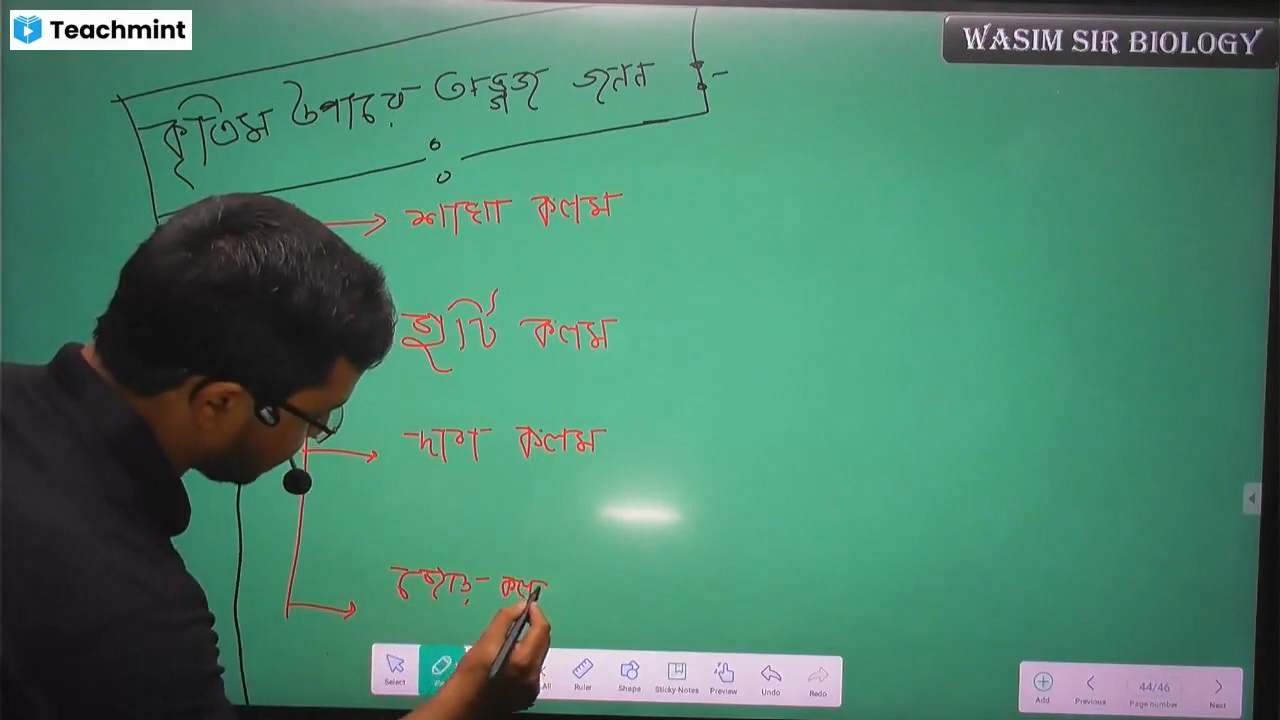 Teachmint
WASIM SIR BIOLOGY
কৃত্রিম উপায়ে অঙ্গজ জনন :-
শাখা কলম
গুটি কলম
দাবা কলম
জোড় কল
Select
Ruler
Shape
Sticky-Notes
Preview
Undo
Redo
Add
Previous
44/46
Page number
Next